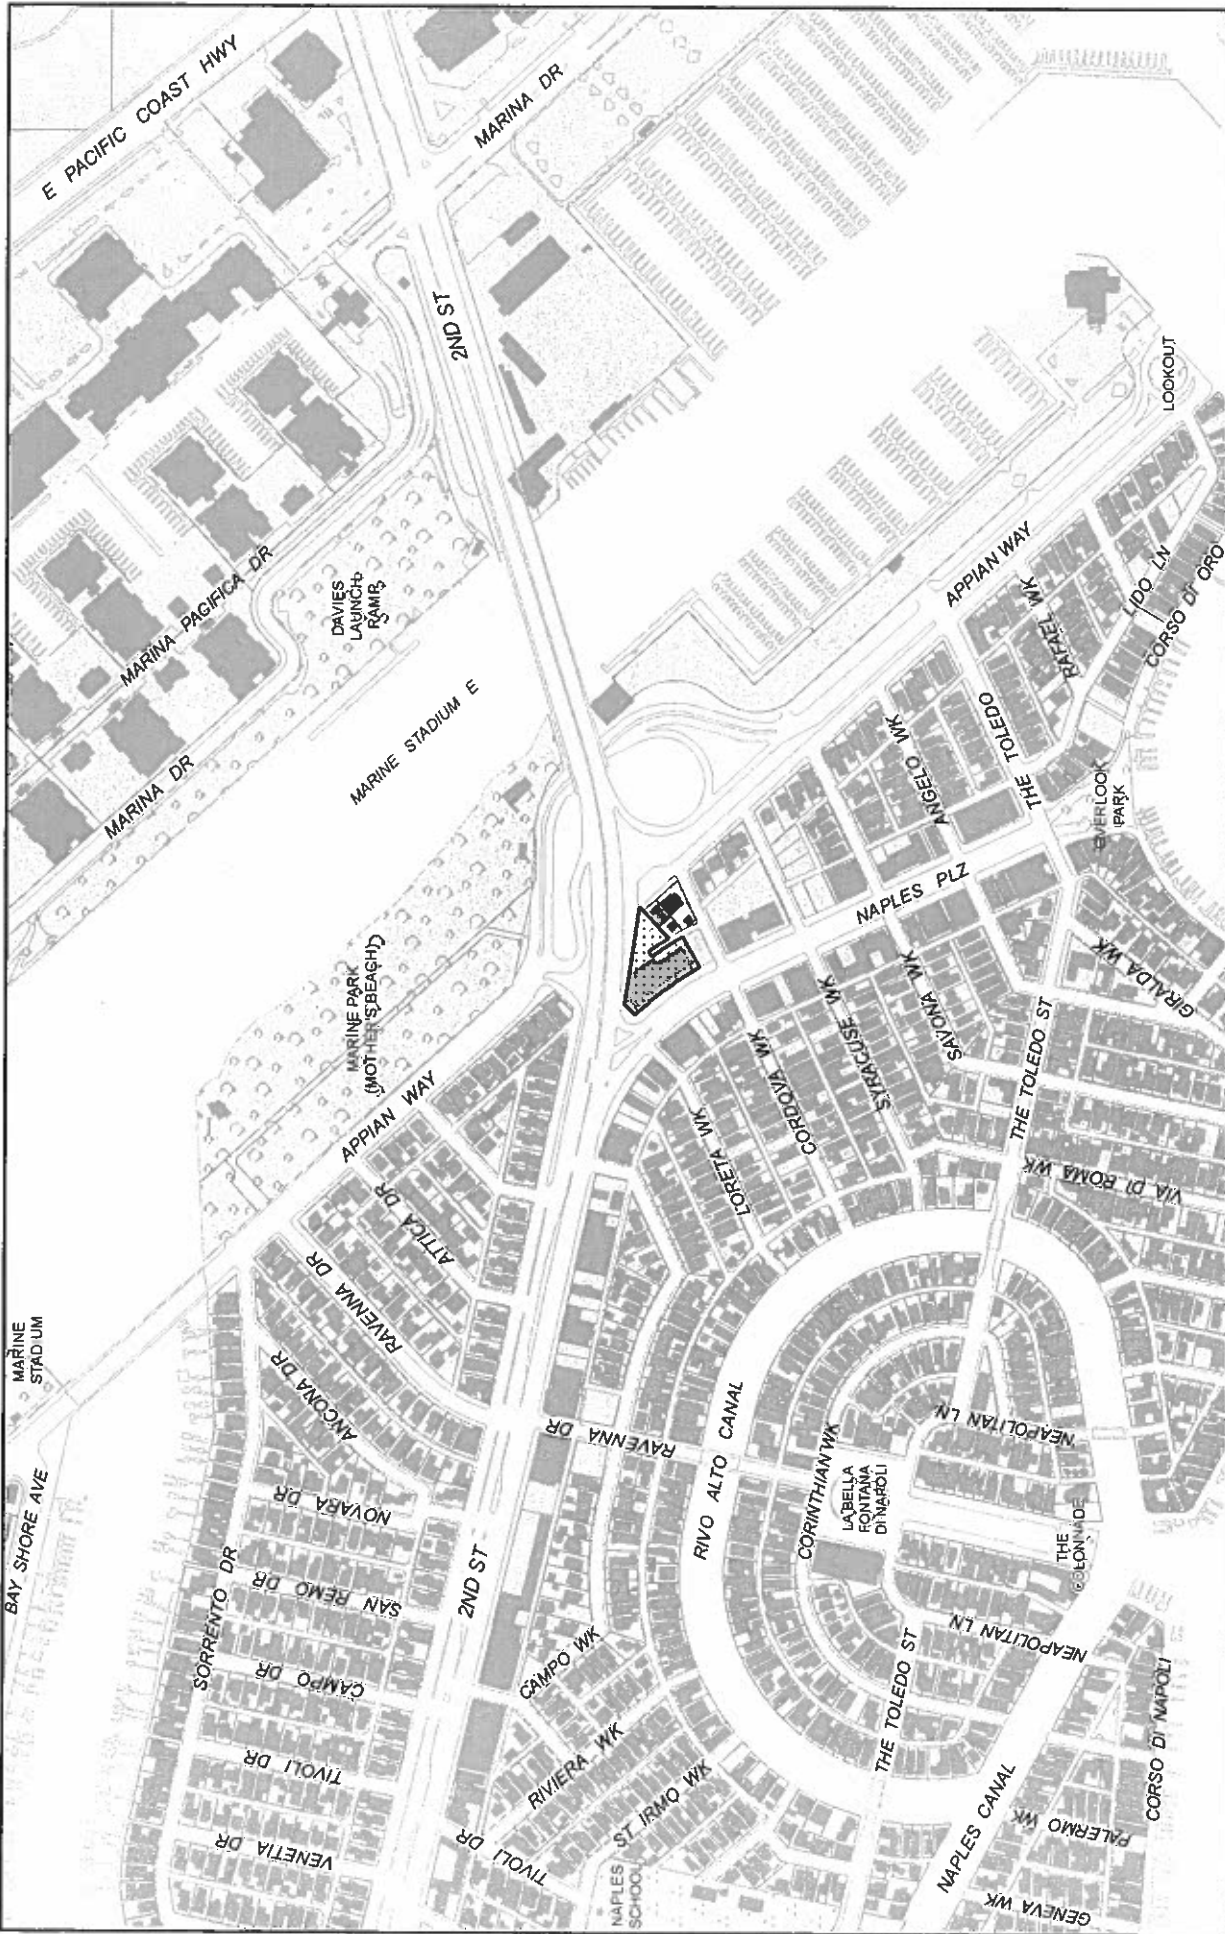 E PACIFIC COAST HWY
MARINA DR
2ND ST
MARINA PACIFICA DR
DAVIES
LAUNCH
RAMP
MARINA DR
MARINE STADIUM E
LOOKOUT
APPIAN WAY
RAFAEL WK
LIDO LN
CORSO DI ORO
THE TOLEDO
ANGELO WK
OVERLOOK
PARK
NAPLES PLZ
MARINE PARK
(MOTHER'S BEACH)
APPIAN WAY
GIRALDA WK
SAVONA WK
SYRACUSE WK
CORDOVA WK
LORETA WK
THE TOLEDO ST
VIA DI ROMA WK
ATTICA DR
RAVENNA DR
ANCONA DR
MARINE
STADIUM
BAY SHORE AVE
NOVARA DR
SAN REMO DR
SORRENTO DR
CAMPO DR
TIVOLI DR
VENETIA DR
2ND ST
RAVENNA
DR
RIVO ALTO CANAL
CORINTHIAN WK
LA BELLA
FONTANA
DI NAPOLI
NEAPOLITAN LN
THE
COLONNADE
NEAPOLITAN LN
THE TOLEDO ST
CAMPO WK
RIVIERA WK
ST IRMO WK
TIVOLI DR
NAPLES
SCHOOL
NAPLES CANAL
CORSO DI NAPOLI
PALERMO WK
GENEVA WK